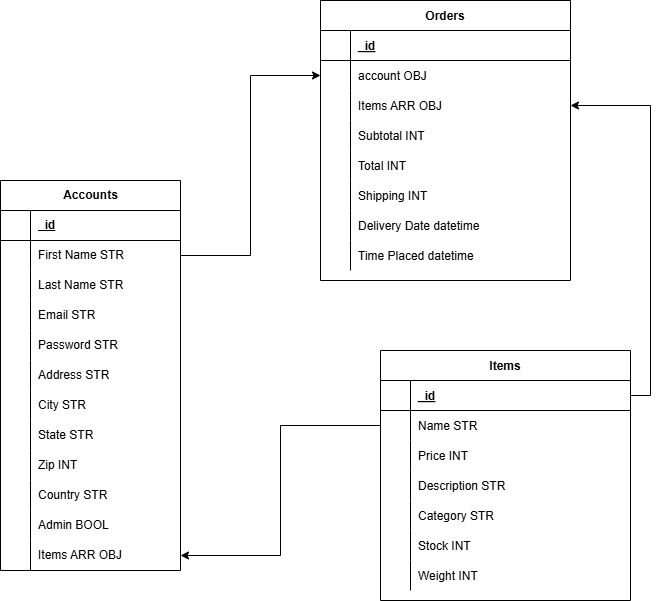 Orders
_id
account OBJ
Items ARR OBJ
Subtotal INT
Total INT
Shipping INT
Delivery Date datetime
Time Placed datetime
Accounts
_id
First Name STR
Last Name STR
Email STR
Password STR
Address STR
City STR
State STR
Zip INT
Country STR
Admin BOOL
Items ARR OBJ
Items
_id
Name STR
Price INT
Description STR
Category STR
Stock INT
Weight INT